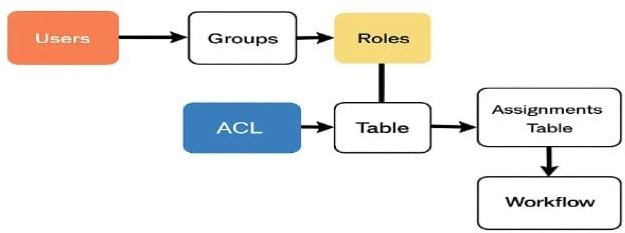 Users
Groups
Roles
ACL
Table
Assignments
Table
Workflow